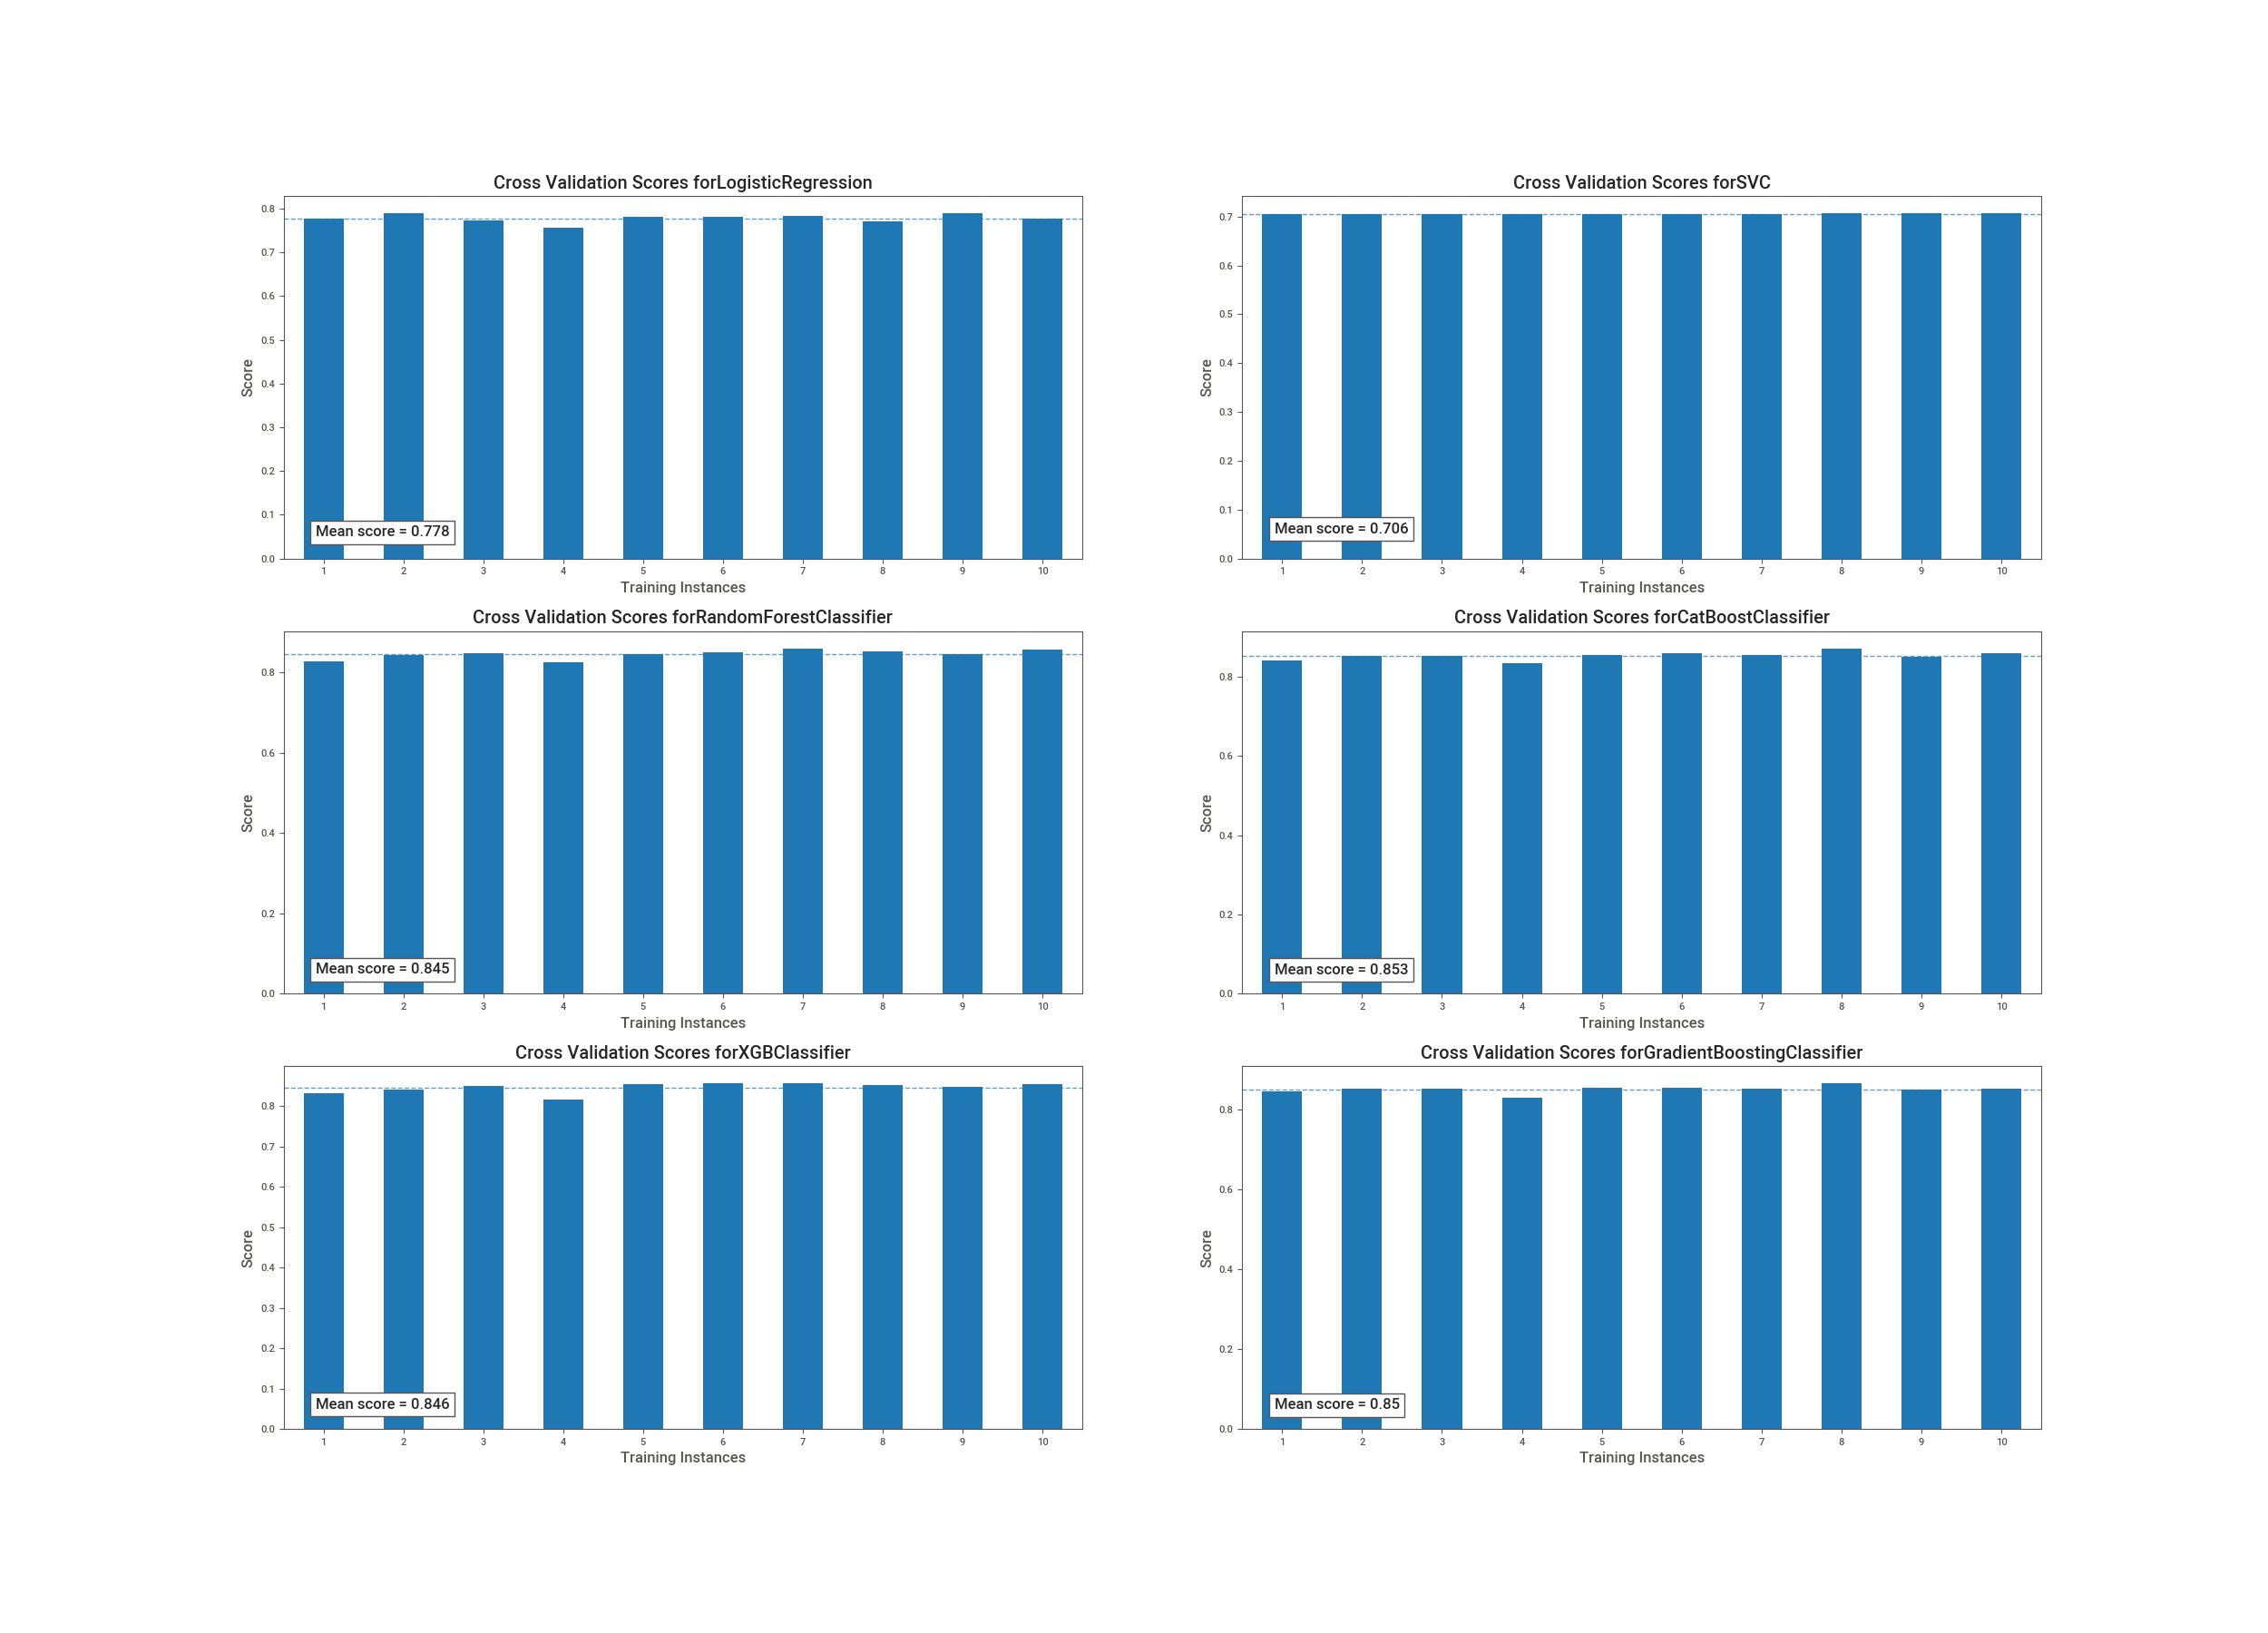 Cross Validation Scores forLogisticRegression
0.8
0.7
0.6
0.5
0.4
0.3
0.2
0.1
0.0
Score
Mean score = 0.778
1 2 3 4 5 6 7 8 9 10
Training Instances
Cross Validation Scores forSVC
0.7
0.6
0.5
0.4
0.3
0.2
0.1
0.0
Score
Mean score = 0.706
1 2 3 4 5 6 7 8 9 10
Training Instances
Cross Validation Scores forRandomForestClassifier
0.8
0.6
0.4
0.2
0.0
Score
Mean score = 0.845
1 2 3 4 5 6 7 8 9 10
Training Instances
Cross Validation Scores forCatBoostClassifier
0.8
0.6
0.4
0.2
0.0
Score
Mean score = 0.853
1 2 3 4 5 6 7 8 9 10
Training Instances
Cross Validation Scores forXGBClassifier
0.8
0.7
0.6
0.5
0.4
0.3
0.2
0.1
0.0
Score
Mean score = 0.846
1 2 3 4 5 6 7 8 9 10
Training Instances
Cross Validation Scores forGradientBoostingClassifier
0.8
0.6
0.4
0.2
0.0
Score
Mean score = 0.85
1 2 3 4 5 6 7 8 9 10
Training Instances